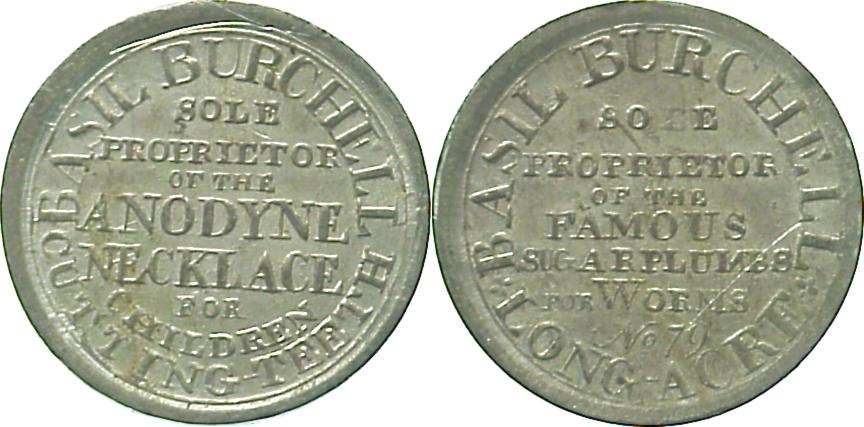 BASIL BURCHELL
SOLE
PROPRIETOR
OF THE
ANODYNE
NECKLACE
FOR
CHILDREN
CUTTING-TEETH
BASIL BURCHELL
SOLE
PROPRIETOR
OF THE
FAMOUS
SUGAR PLUMBS
FOR WORMS
No 79
LONG-ACRE